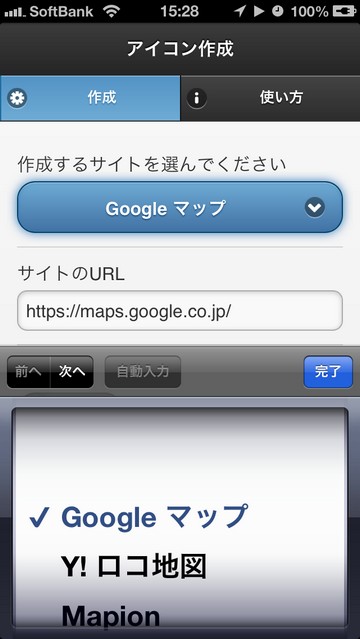 SoftBank 15:28 100%
アイコン作成
作成 使い方
作成するサイトを選んでください
Google マップ
サイトのURL
https://maps.google.co.jp/
前へ 次へ 自動入力 完了
✓ Google マップ
Y! ロコ地図
Mapion